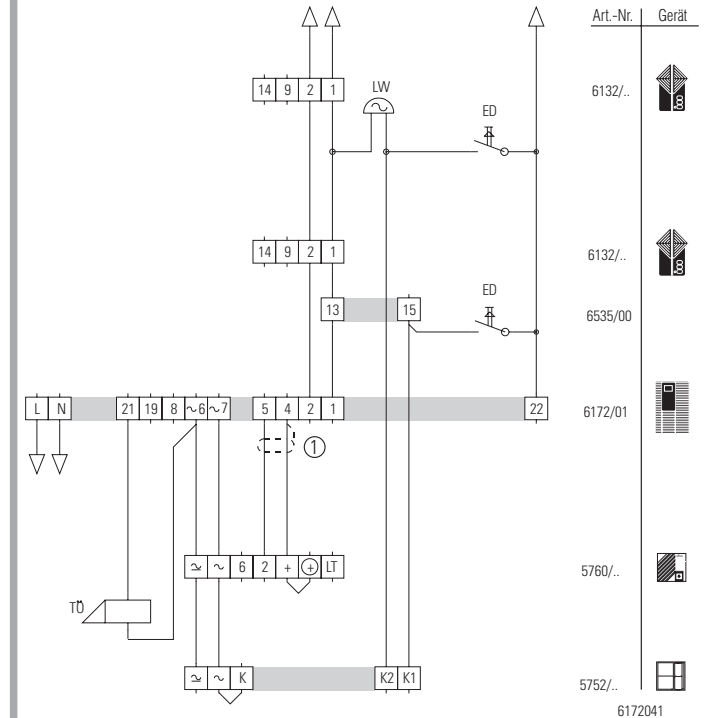 Art.-Nr. Gerät
14 9 2 1
LW
ED
6132/..
14 9 2 1
6132/..
13 15
ED
6535/00
L N 21 19 8 ~6 ~7 5 4 2 1 22
6172/01
1
≃ ~ 6 2 + + LT
5760/..
TÖ
≃ ~ K K2 K1
5752/..
6172041